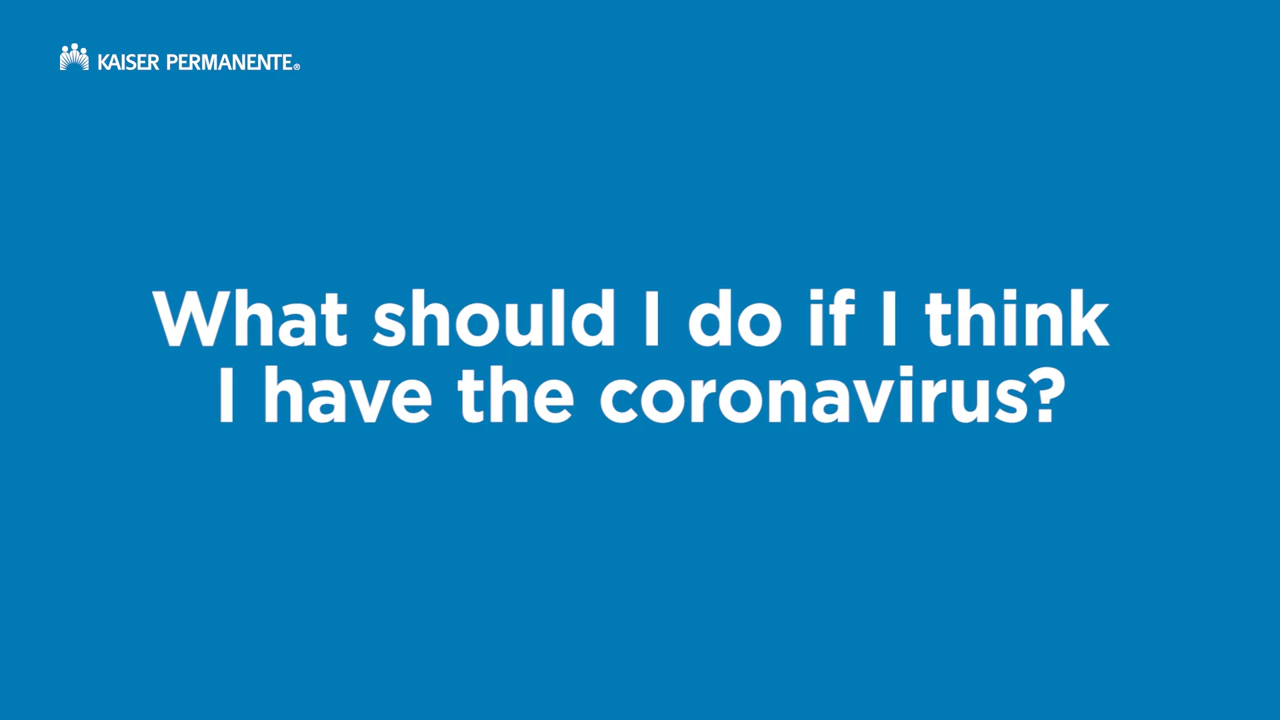 KAISER PERMANENTE®
What should I do if I think
I have the coronavirus?